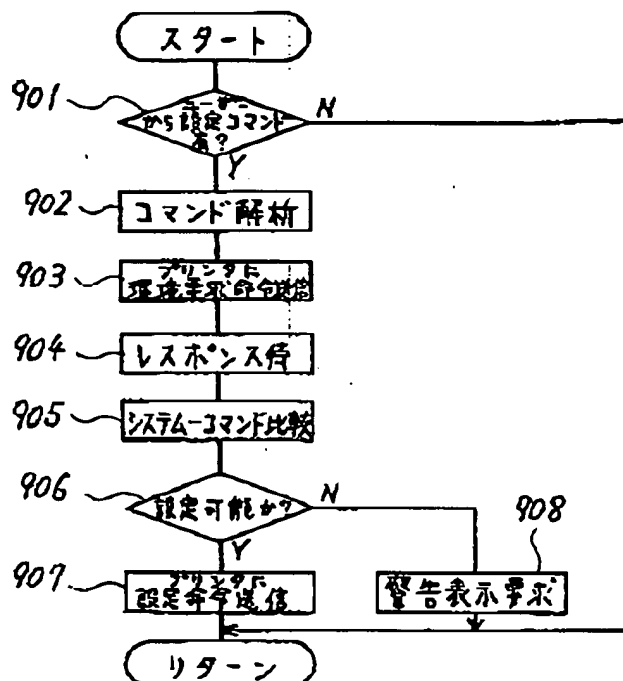 スタート
901
ユーザー
から設定コマンド
有?
N
Y
902
コマンド解析
903
プリンタに
環境要求命令送信
904
レスポンス待
905
システムーコマンド比較
906
設定可能か?
N
Y
907
プリンタに
設定命令送信
908
警告表示要求
リターン